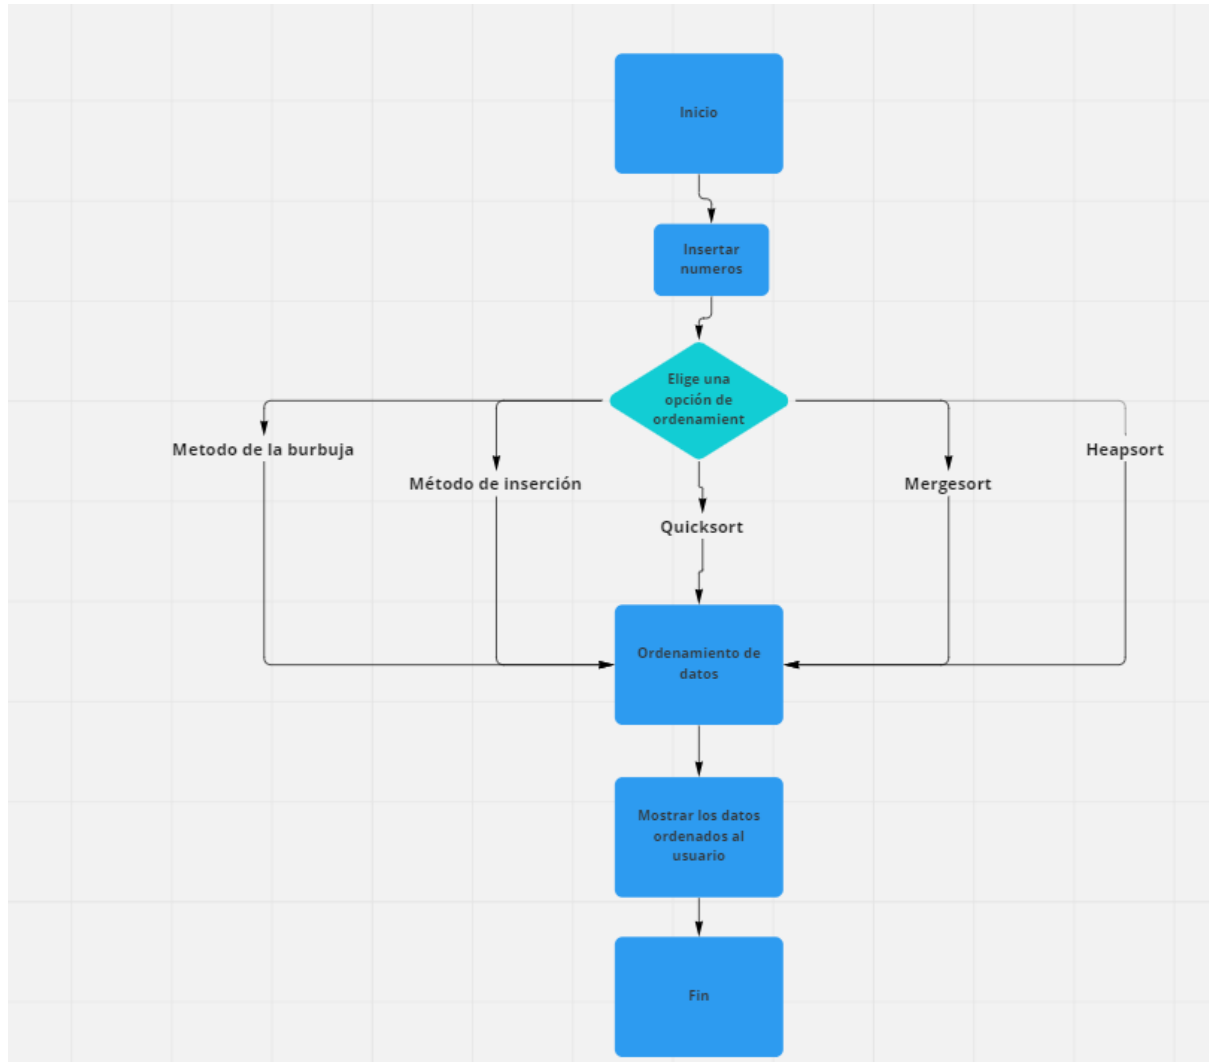 Inicio
Insertar
numeros
Elige una
opción de
ordenamient
Metodo de la burbuja
Heapsort
Método de inserción
Mergesort
Quicksort
Ordenamiento de
datos
Mostrar los datos
ordenados al
usuario
Fin